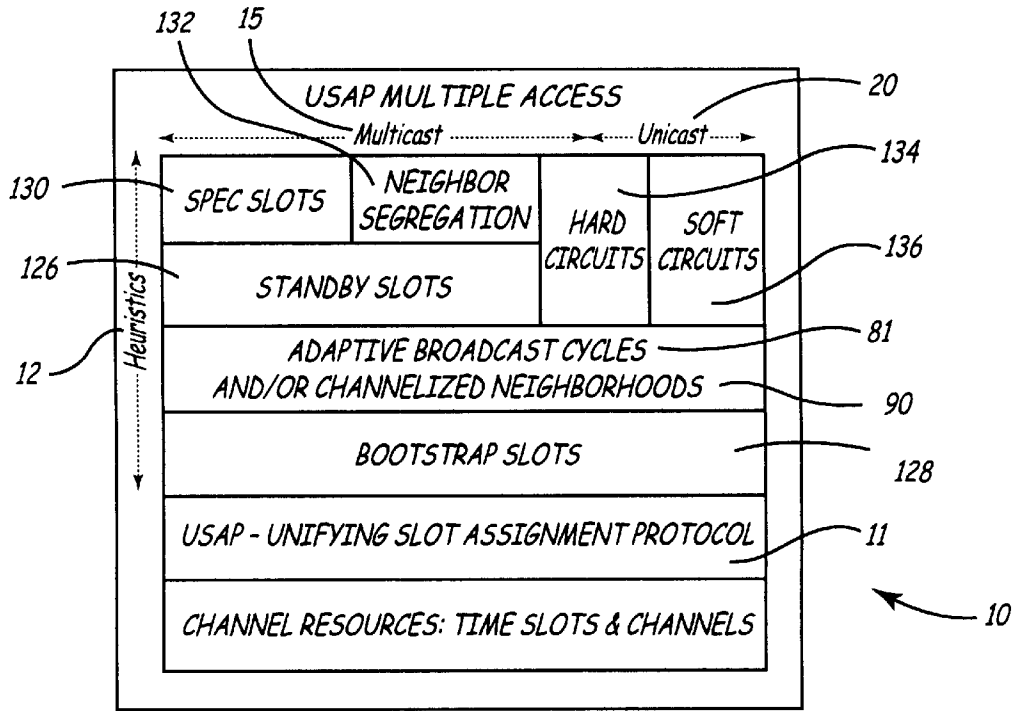 132
15
USAP MULTIPLE ACCESS
20
Multicast
Unicast
134
130
SPEC SLOTS
NEIGHBOR
SEGREGATION
HARD
CIRCUITS
SOFT
CIRCUITS
136
126
STANDBY SLOTS
Heuristics
12
ADAPTIVE BROADCAST CYCLES
81
AND/OR CHANNELIZED NEIGHBORHOODS
90
BOOTSTRAP SLOTS
128
USAP - UNIFYING SLOT ASSIGNMENT PROTOCOL
11
CHANNEL RESOURCES: TIME SLOTS & CHANNELS
10